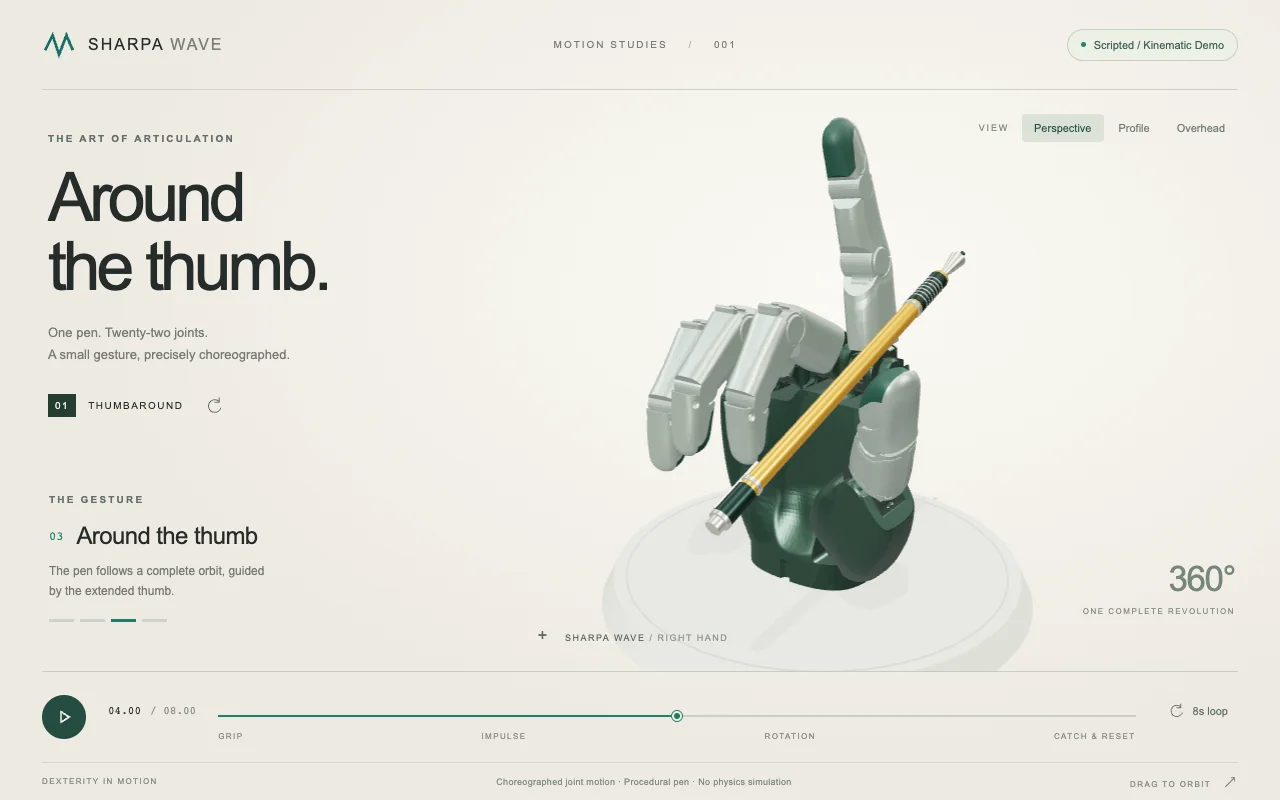 SHARPA WAVE
MOTION STUDIES / 001
Scripted / Kinematic Demo
VIEW Perspective Profile Overhead
THE ART OF ARTICULATION
Around
the thumb.
One pen. Twenty-two joints.
A small gesture, precisely choreographed.
01 THUMBAROUND
THE GESTURE
03 Around the thumb
The pen follows a complete orbit, guided
by the extended thumb.
360°
ONE COMPLETE REVOLUTION
+ SHARPA WAVE / RIGHT HAND
04.00 / 08.00
8s loop
GRIP IMPULSE ROTATION CATCH & RESET
DEXTERITY IN MOTION
Choreographed joint motion · Procedural pen · No physics simulation
DRAG TO ORBIT